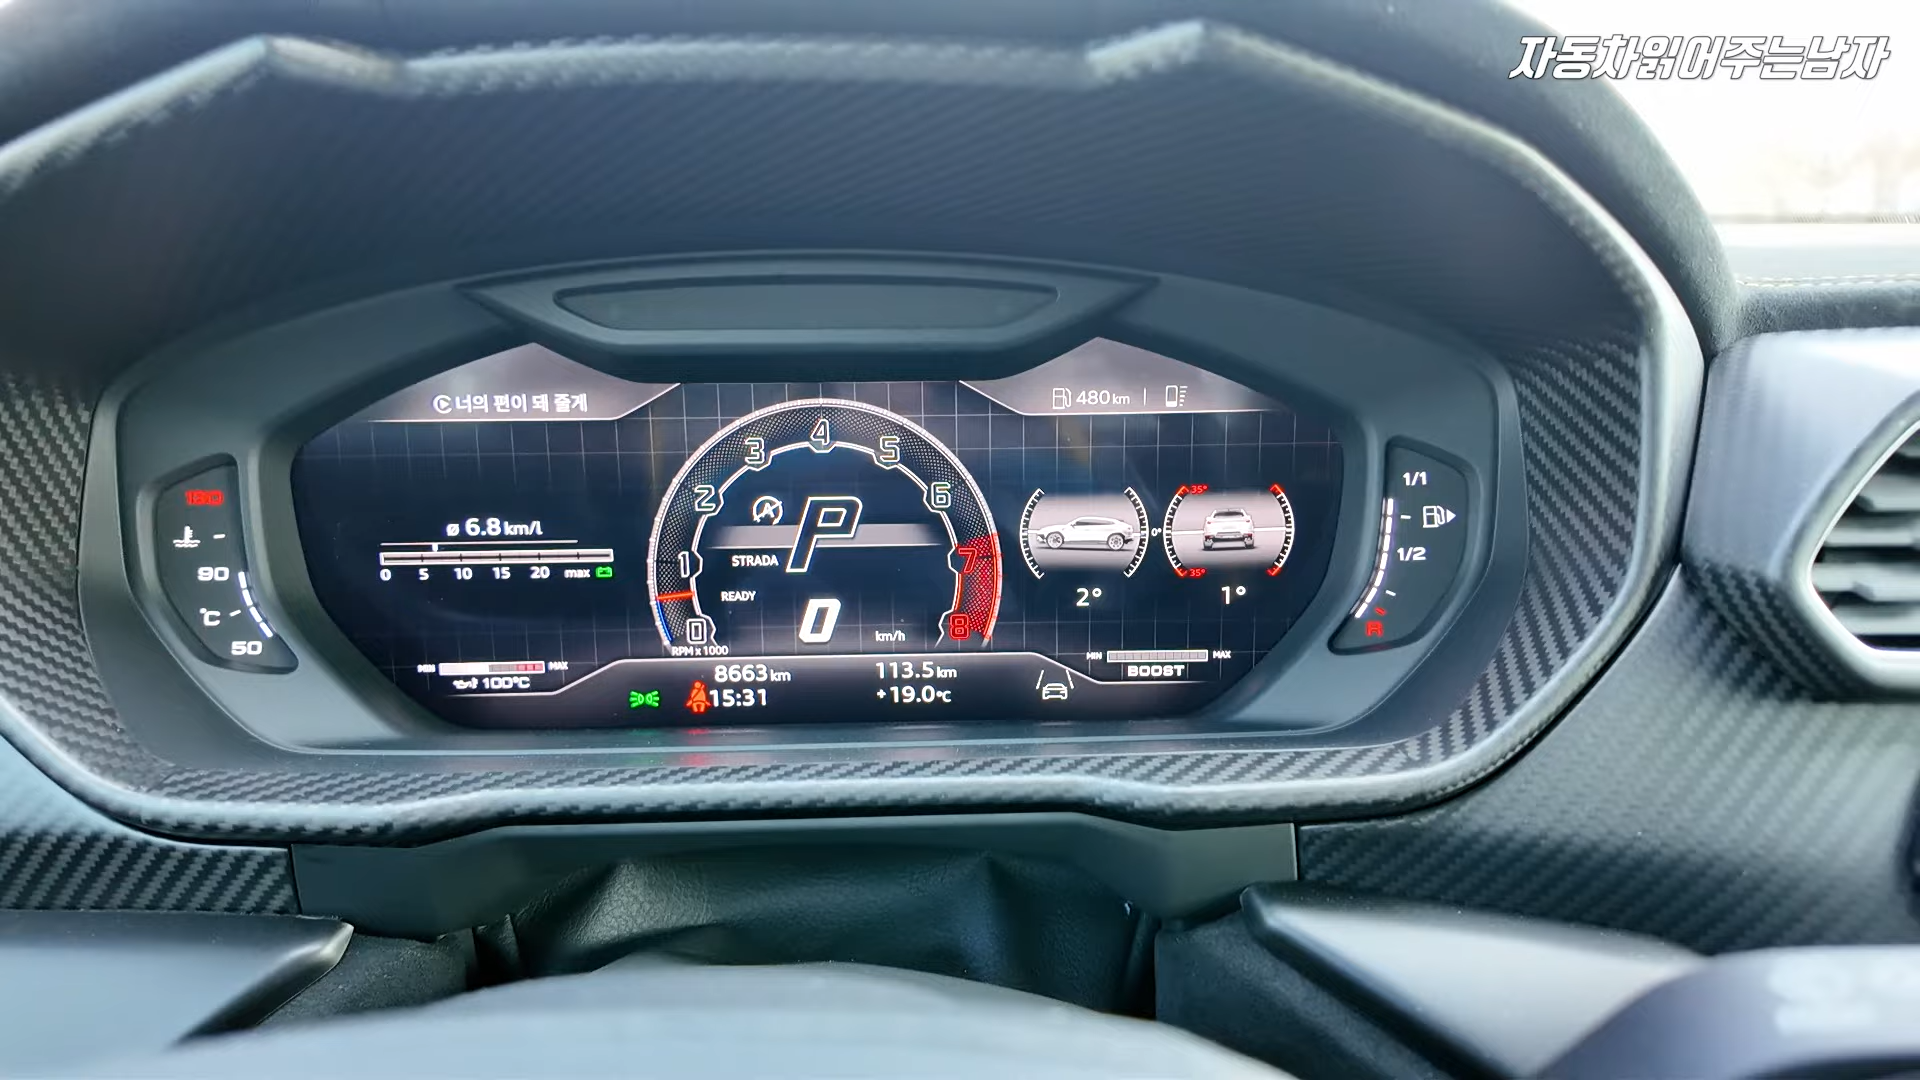 자동차읽어주는남자
너의 편이 돼 줄게
480 km
ø 6.8 km/l
0 5 10 15 20 max
MIN MAX
100°C
90
°C
50
0 1 2 3 4 5 6 7 8
RPM x 1000
A
P
STRADA
READY
0
km/h
35° 35°
0°
35° 35°
2°
1°
1/1
1/2
R
MIN MAX
BOOST
8663 km
113.5 km
15:31
+19.0 °C